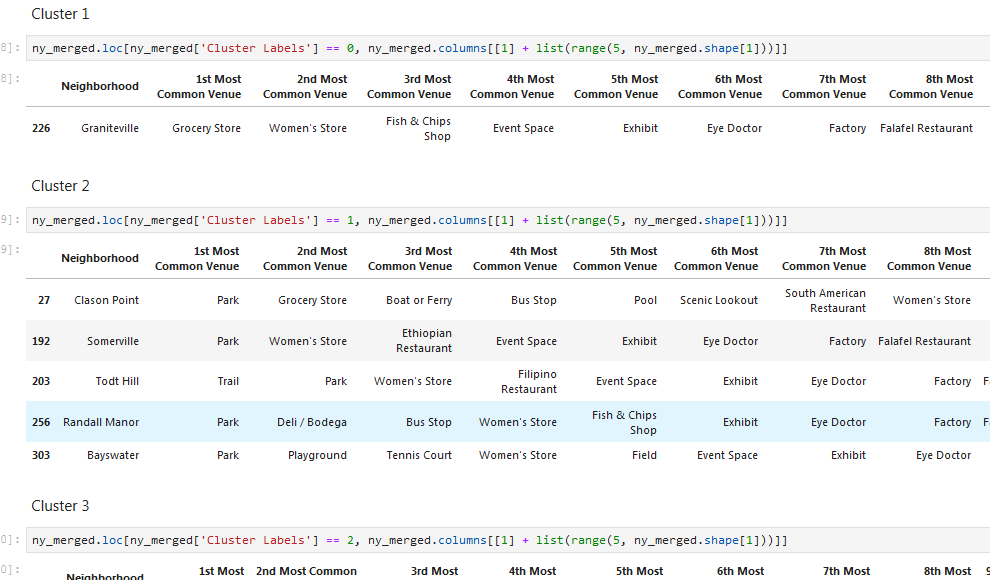 Cluster 1
8]: ny_merged.loc[ny_merged['Cluster Labels'] == 0, ny_merged.columns[[1] + list(range(5, ny_merged.shape[1]))]]
8]: Neighborhood 1st Most Common Venue 2nd Most Common Venue 3rd Most Common Venue 4th Most Common Venue 5th Most Common Venue 6th Most Common Venue 7th Most Common Venue 8th Most Common Venue
226 Graniteville Grocery Store Women's Store Fish & Chips Shop Event Space Exhibit Eye Doctor Factory Falafel Restaurant
Cluster 2
9]: ny_merged.loc[ny_merged['Cluster Labels'] == 1, ny_merged.columns[[1] + list(range(5, ny_merged.shape[1]))]]
9]: Neighborhood 1st Most Common Venue 2nd Most Common Venue 3rd Most Common Venue 4th Most Common Venue 5th Most Common Venue 6th Most Common Venue 7th Most Common Venue 8th Most Common Venue
27 Clason Point Park Grocery Store Boat or Ferry Bus Stop Pool Scenic Lookout South American Restaurant Women's Store
192 Somerville Park Women's Store Ethiopian Restaurant Event Space Exhibit Eye Doctor Factory Falafel Restaurant
203 Todt Hill Trail Park Women's Store Filipino Restaurant Event Space Exhibit Eye Doctor Factory F
256 Randall Manor Park Deli / Bodega Bus Stop Women's Store Fish & Chips Shop Exhibit Eye Doctor Factory F
303 Bayswater Park Playground Tennis Court Women's Store Field Event Space Exhibit Eye Doctor
Cluster 3
0]: ny_merged.loc[ny_merged['Cluster Labels'] == 2, ny_merged.columns[[1] + list(range(5, ny_merged.shape[1]))]]
0]: Neighborhood 1st Most 2nd Most Common 3rd Most 4th Most 5th Most 6th Most 7th Most 8th Most